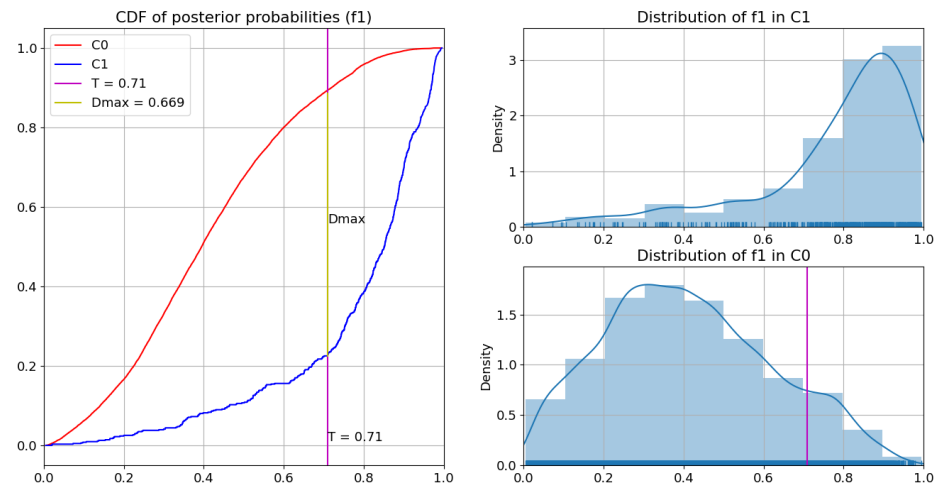 CDF of posterior probabilities (f1)
C0
C1
T = 0.71
Dmax = 0.669
Dmax
T = 0.71
1.0
0.8
0.6
0.4
0.2
0.0
0.0 0.2 0.4 0.6 0.8 1.0
Distribution of f1 in C1
Density
3
2
1
0
0.0 0.2 0.4 0.6 0.8 1.0
Distribution of f1 in C0
Density
1.5
1.0
0.5
0.0
0.0 0.2 0.4 0.6 0.8 1.0